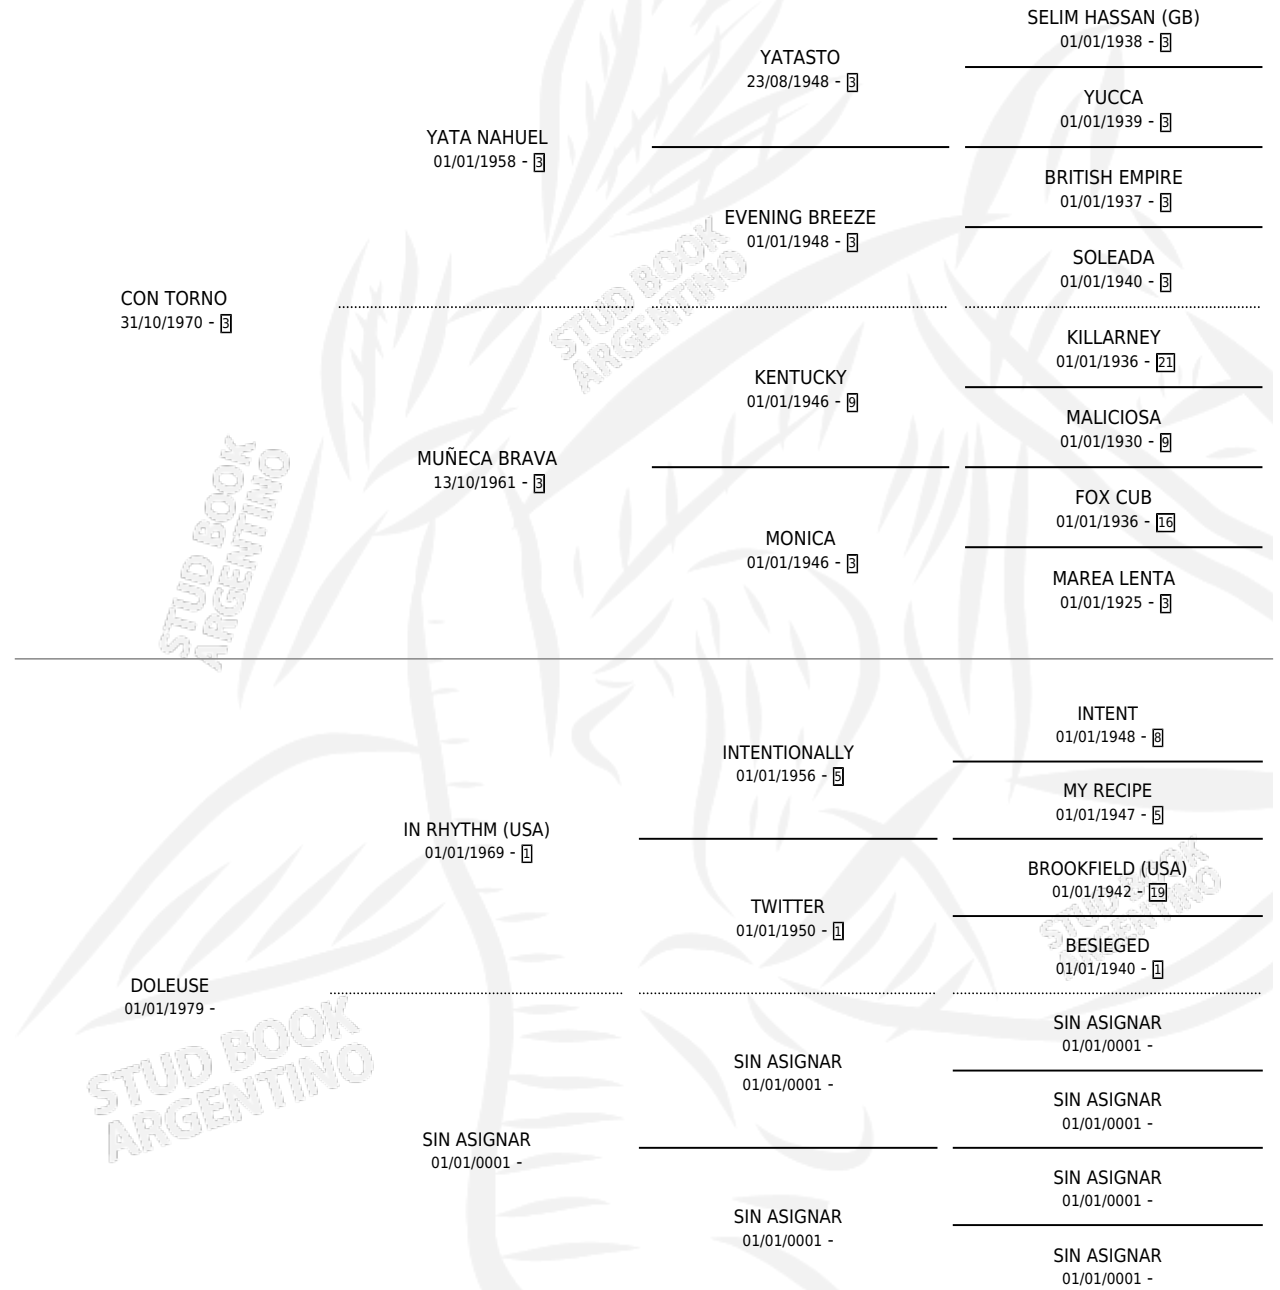 SELIM HASSAN (GB)
01/01/1938 - 3
YATASTO
23/08/1948 - 3
YUCCA
01/01/1939 - 3
YATA NAHUEL
01/01/1958 - 3
BRITISH EMPIRE
01/01/1937 - 3
EVENING BREEZE
01/01/1948 - 3
SOLEADA
01/01/1940 - 3
CON TORNO
31/10/1970 - 3
KILLARNEY
01/01/1936 - 21
KENTUCKY
01/01/1946 - 9
MALICIOSA
01/01/1930 - 9
MUÑECA BRAVA
13/10/1961 - 3
FOX CUB
01/01/1936 - 16
MONICA
01/01/1946 - 3
MAREA LENTA
01/01/1925 - 3
INTENT
01/01/1948 - 8
INTENTIONALLY
01/01/1956 - 5
MY RECIPE
01/01/1947 - 5
IN RHYTHM (USA)
01/01/1969 - 1
BROOKFIELD (USA)
01/01/1942 - 19
TWITTER
01/01/1950 - 1
BESIEGED
01/01/1940 - 1
DOLEUSE
01/01/1979 -
SIN ASIGNAR
01/01/0001 -
SIN ASIGNAR
01/01/0001 -
SIN ASIGNAR
01/01/0001 -
SIN ASIGNAR
01/01/0001 -
SIN ASIGNAR
01/01/0001 -
SIN ASIGNAR
01/01/0001 -
SIN ASIGNAR
01/01/0001 -
STUD BOOK
ARGENTINO
STUD BOOK
ARGENTINO
STUD BOOK
ARGENTINO
STUD BOOK
ARGENTINO